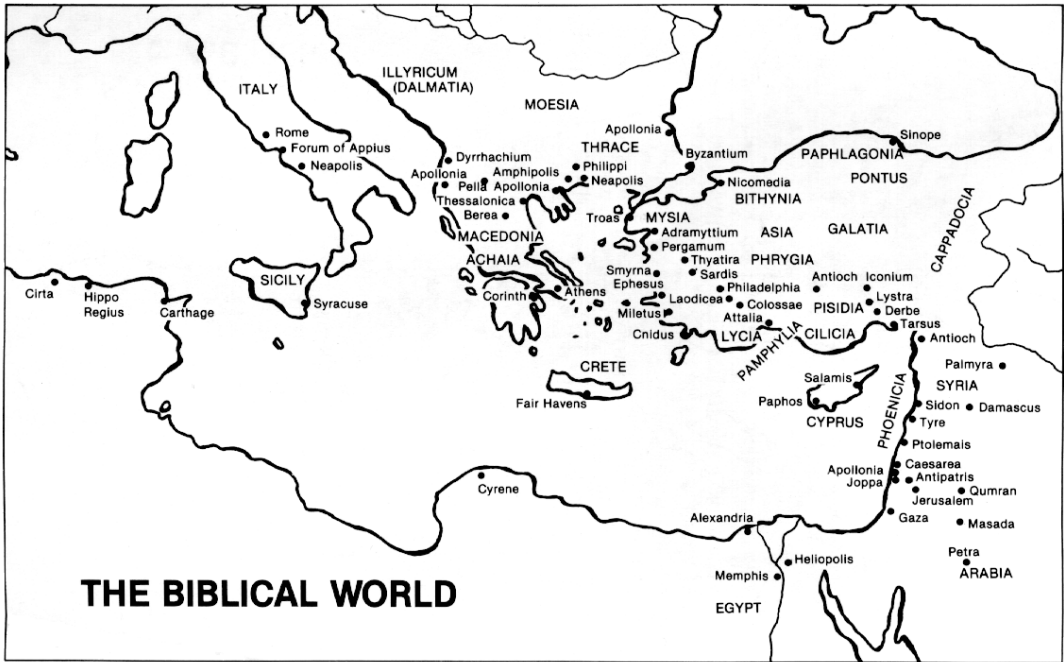 ILLYRICUM
(DALMATIA)
ITALY
MOESIA
Rome
Forum of Appius
Neapolis
Dyrrhachium
Apollonia
Pella
Amphipolis
Apollonia
Thessalonica
Berea
MACEDONIA
ACHAIA
Philippi
Neapolis
THRACE
Apollonia
Byzantium
Nicomedia
BITHYNIA
PAPHLAGONIA
PONTUS
Sinope
CAPPADOCIA
GALATIA
ASIA
PHRYGIA
MYSIA
Troas
Adramyttium
Pergamum
Thyatira
Sardis
Smyrna
Ephesus
Philadelphia
Laodicea
Colossae
Miletus
Attalia
Cnidus
LYCIA
PAMPHYLIA
Antioch
Iconium
PISIDIA
Lystra
Derbe
CILICIA
Tarsus
Antioch
Palmyra
SYRIA
Sidon
Damascus
Tyre
PHOENICIA
Ptolemais
Caesarea
Apollonia
Joppa
Antipatris
Jerusalem
Qumran
Gaza
Masada
Petra
ARABIA
Salamis
Paphos
CYPRUS
CRETE
Fair Havens
Corinth
Athens
SICILY
Syracuse
Cirta
Hippo
Regius
Carthage
Cyrene
Alexandria
Heliopolis
Memphis
EGYPT
THE BIBLICAL WORLD